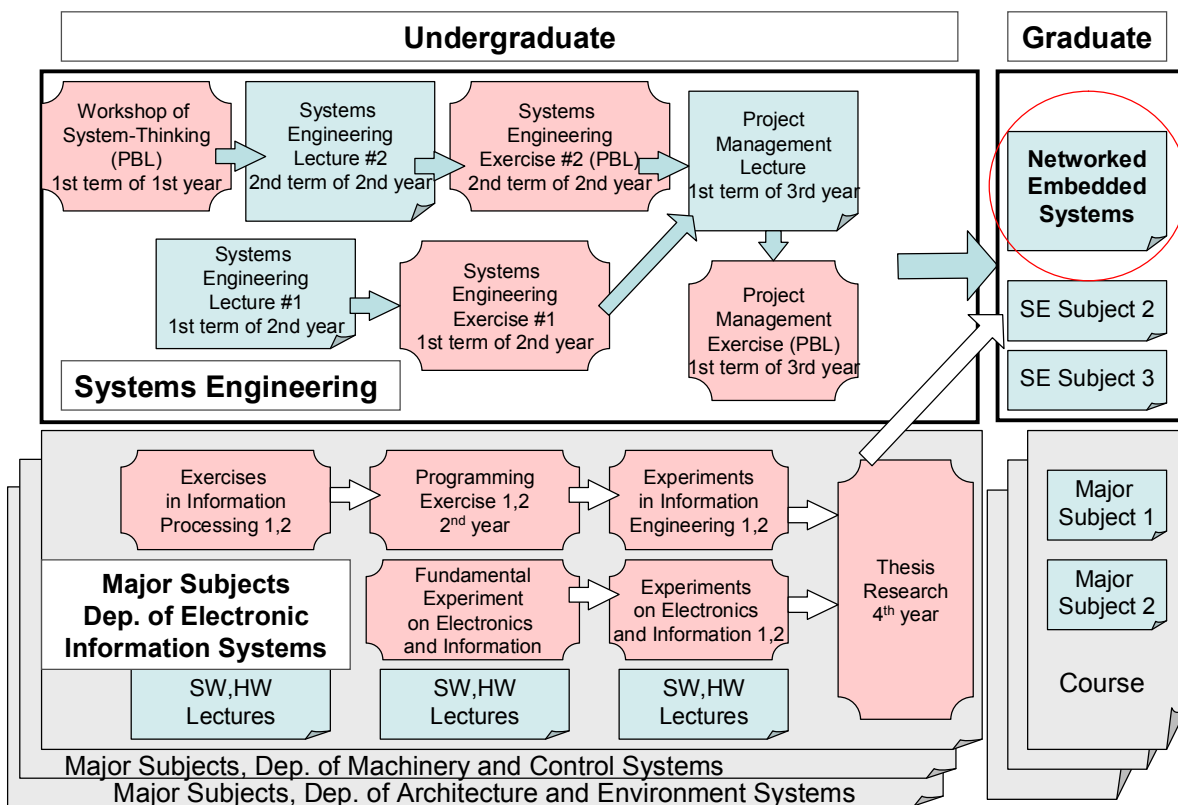 Undergraduate
Graduate
Workshop of
System-Thinking
(PBL)
1st term of 1st year
Systems
Engineering
Lecture #2
2nd term of 2nd year
Systems
Engineering
Exercise #2 (PBL)
2nd term of 2nd year
Project
Management
Lecture
1st term of 3rd year
Systems
Engineering
Lecture #1
1st term of 2nd year
Systems
Engineering
Exercise #1
1st term of 2nd year
Project
Management
Exercise (PBL)
1st term of 3rd year
Systems Engineering
Networked
Embedded
Systems
SE Subject 2
SE Subject 3
Exercises
in Information
Processing 1,2
Programming
Exercise 1,2
2nd year
Experiments
in Information
Engineering 1,2
Major Subjects
Dep. of Electronic
Information Systems
Fundamental
Experiment
on Electronics
and Information
Experiments
on Electronics
and Information 1,2
Thesis
Research
4th year
SW,HW
Lectures
SW,HW
Lectures
SW,HW
Lectures
Major
Subject 1
Major
Subject 2
Course
Major Subjects, Dep. of Machinery and Control Systems
Major Subjects, Dep. of Architecture and Environment Systems